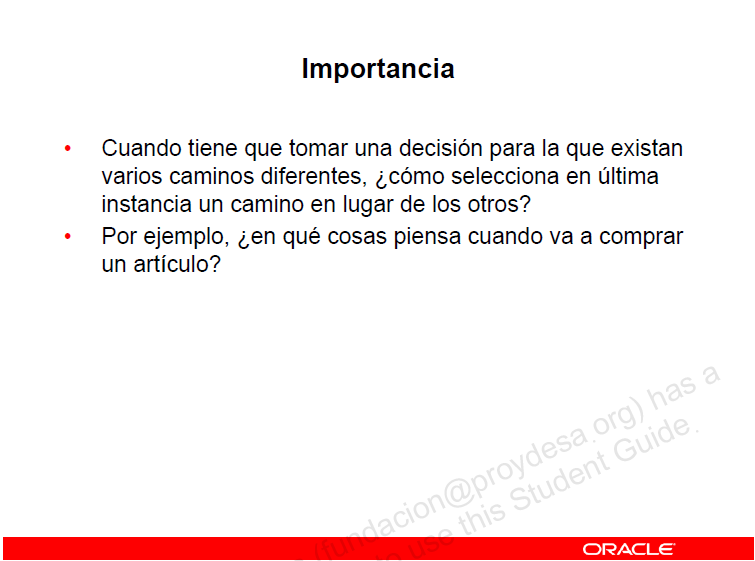 Importancia
• Cuando tiene que tomar una decisión para la que existan
varios caminos diferentes, ¿cómo selecciona en última
instancia un camino en lugar de los otros?
• Por ejemplo, ¿en qué cosas piensa cuando va a comprar
un artículo?
(fundacion@proydesa.org) has a
to use this Student Guide.
ORACLE